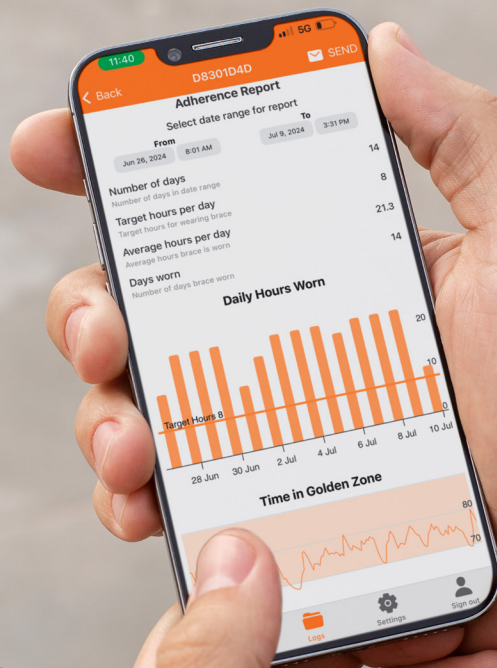 11:40
5G
Back
D8301D4D
SEND
Adherence Report
Select date range for report
From
To
Jun 26, 2024 8:01 AM
Jul 9, 2024 3:31 PM
Number of days
14
Number of days in date range
Target hours per day
8
Target hours for wearing brace
Average hours per day
21.3
Average hours brace is worn
Days worn
14
Number of days brace worn
Daily Hours Worn
20
10
Target Hours 8
0
28 Jun 30 Jun 2 Jul 4 Jul 6 Jul 8 Jul 10 Jul
Time in Golden Zone
80
70
Logs
Settings
Sign out